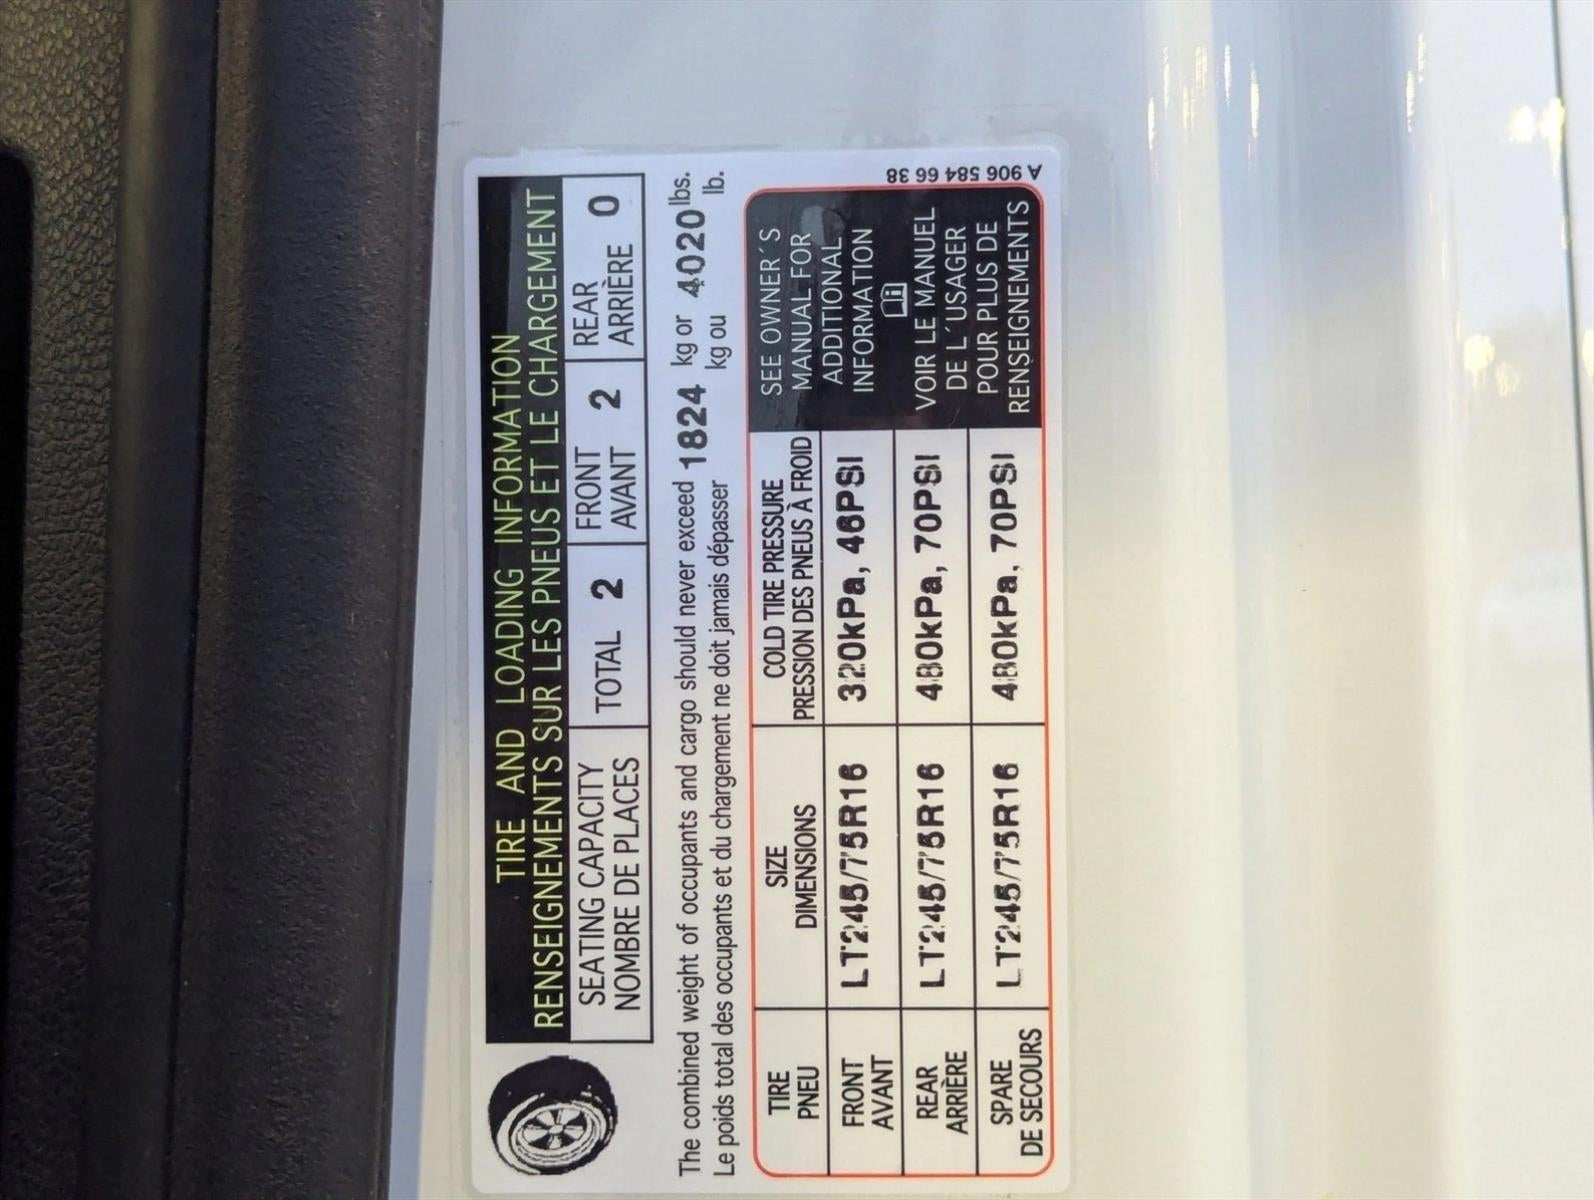 TIRE AND LOADING INFORMATION
RENSEIGNEMENTS SUR LES PNEUS ET LE CHARGEMENT
SEATING CAPACITY
NOMBRE DE PLACES
TOTAL 2
FRONT
AVANT 2
REAR
ARRIÈRE 0
The combined weight of occupants and cargo should never exceed 1824 kg or 4020 lbs.
Le poids total des occupants et du chargement ne doit jamais dépasser kg ou lb.
TIRE
PNEU
SIZE
DIMENSIONS
COLD TIRE PRESSURE
PRESSION DES PNEUS À FROID
FRONT
AVANT
LT245/75R16
320kPa, 46PSI
REAR
ARRIÈRE
LT245/75R16
480kPa, 70PSI
SPARE
DE SECOURS
LT245/75R16
480kPa, 70PSI
SEE OWNER´S
MANUAL FOR
ADDITIONAL
INFORMATION
VOIR LE MANUEL
DE L´USAGER
POUR PLUS DE
RENSEIGNEMENTS
A 906 584 66 38